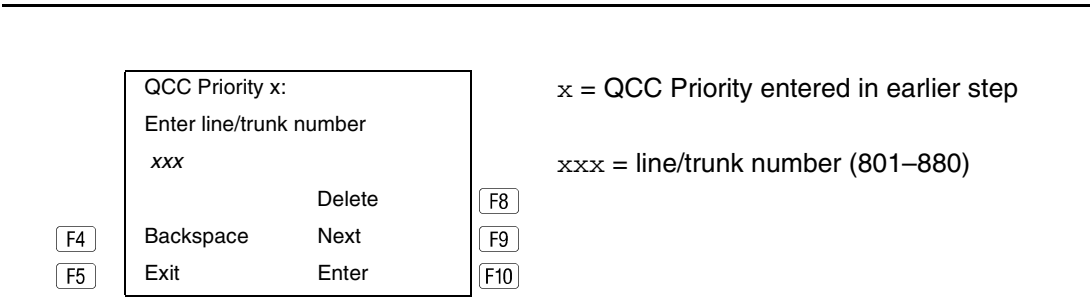 QCC Priority x:
x = QCC Priority entered in earlier step
Enter line/trunk number
xxx
xxx = line/trunk number (801–880)
Delete F8
F4 Backspace Next F9
F5 Exit Enter F10